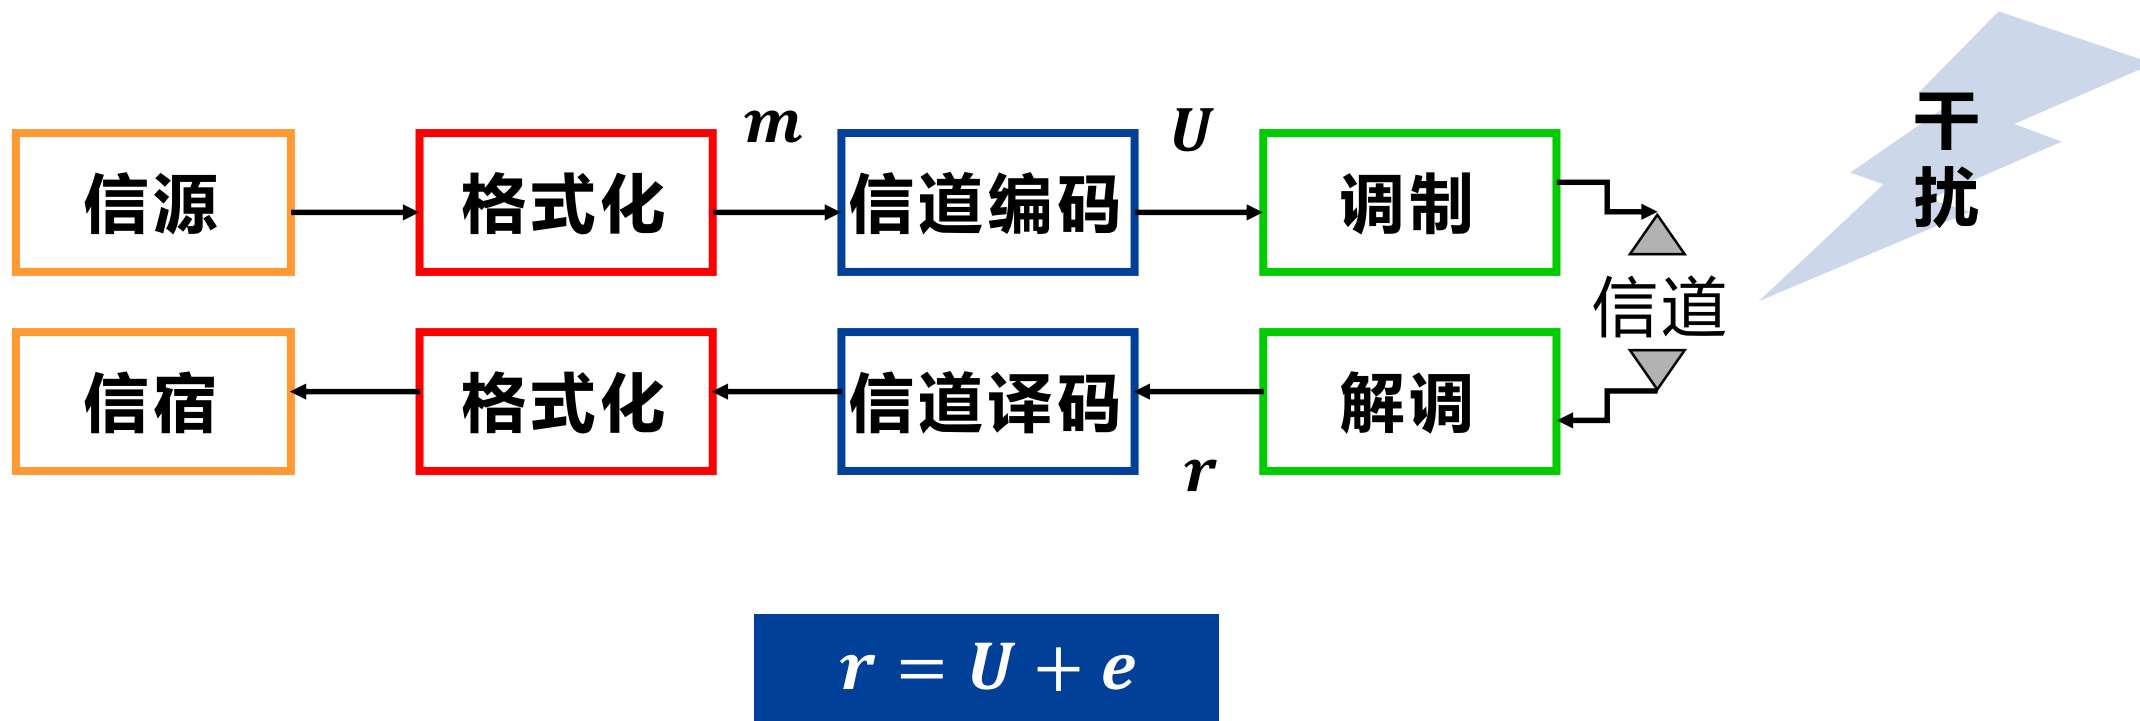 m
U
干
扰
信源
格式化
信道编码
调制
信道
信宿
格式化
信道译码
解调
r
r = U + e